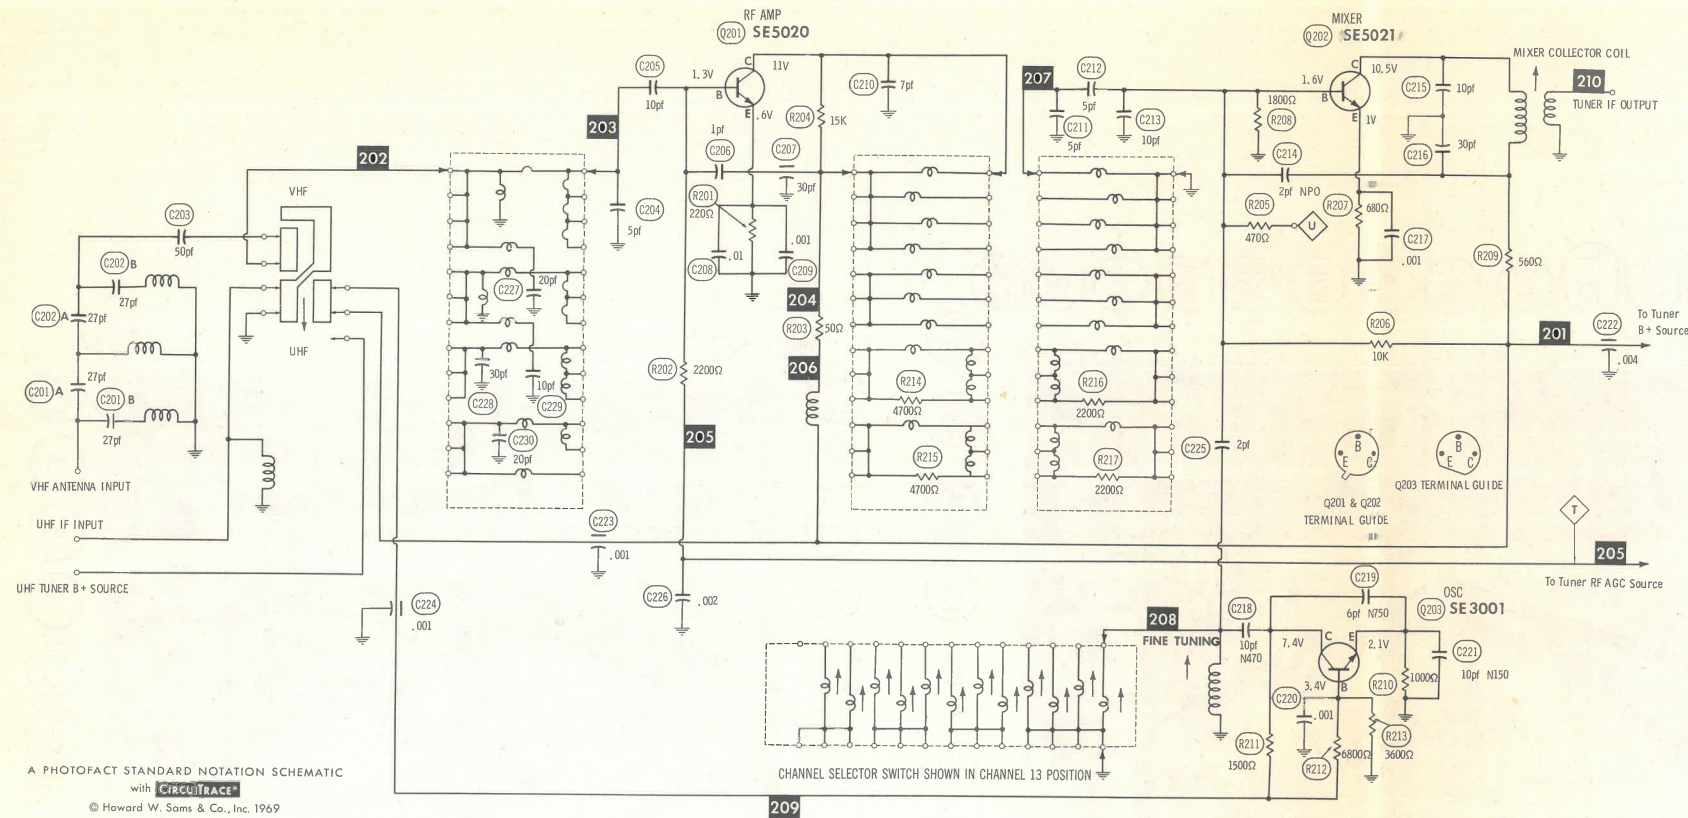 RF AMP
Q201 SE5020
MIXER
Q202 SE5021
MIXER COLLECTOR COIL
C205
10pf
1.3V
C
11V
B
E
.6V
C210
7pf
207
C212
5pf
1.6V
C
10.5V
B
E
1V
C215
10pf
210
TUNER IF OUTPUT
203
1pf
C206
R204
15K
C207
30pf
C211
5pf
C213
10pf
1800Ω
R208
C214
2pf NPO
C216
30pf
202
VHF
C203
50pf
C204
5pf
R201
220Ω
.01
C208
.001
C209
R205
470Ω
U
R207
680Ω
C217
.001
R209
560Ω
C202 B
27pf
C202 A
27pf
C227
20pf
204
R203
50Ω
UHF
R206
10K
201
C222
.004
To Tuner
B+ Source
27pf
C201 A
C201 B
27pf
30pf
C228
10pf
C229
R202
2200Ω
206
R214
4700Ω
R216
2200Ω
C230
20pf
205
R215
4700Ω
R217
2200Ω
C225
2pf
B
E
C
Q201 & Q202
TERMINAL GUIDE
B
E
C
Q203 TERMINAL GUIDE
VHF ANTENNA INPUT
UHF IF INPUT
C223
.001
T
205
To Tuner RF AGC Source
UHF TUNER B+ SOURCE
C224
.001
C226
.002
208
FINE TUNING
C218
10pf
N470
C219
6pf N750
OSC
Q203 SE3001
7.4V
C
E
2.1V
3.4V
B
C221
10pf N150
R210
1000Ω
C220
.001
R211
1500Ω
R212
6800Ω
R213
3600Ω
CHANNEL SELECTOR SWITCH SHOWN IN CHANNEL 13 POSITION
209
A PHOTOFACT STANDARD NOTATION SCHEMATIC
with CIRCUITRACE®
© Howard W. Sams & Co., Inc. 1969